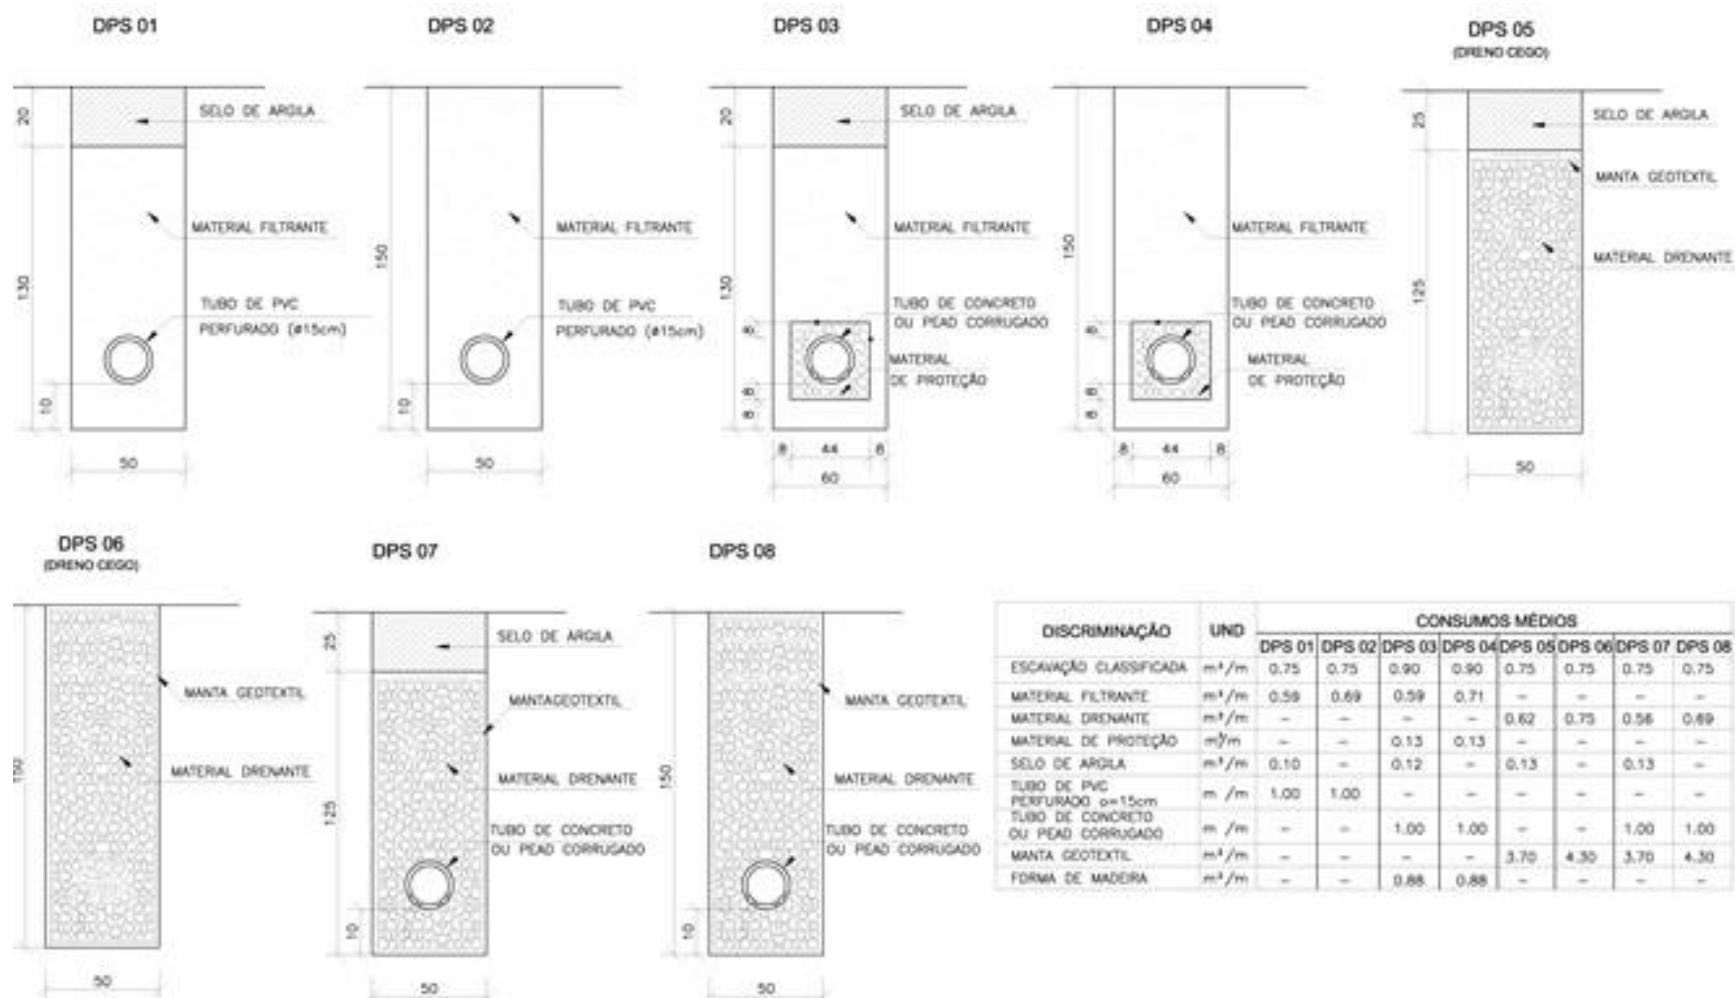 DPS 01
20
130
10
50
SELO DE ARGILA
MATERIAL FILTRANTE
TUBO DE PVC
PERFURADO (ø15cm)
DPS 02
150
10
50
MATERIAL FILTRANTE
TUBO DE PVC
PERFURADO (ø15cm)
DPS 03
20
130
8
8
8
8 44 8
60
SELO DE ARGILA
MATERIAL FILTRANTE
TUBO DE CONCRETO
OU PEAD CORRUGADO
MATERIAL
DE PROTEÇÃO
DPS 04
150
8
8
8
8 44 8
60
MATERIAL FILTRANTE
TUBO DE CONCRETO
OU PEAD CORRUGADO
MATERIAL
DE PROTEÇÃO
DPS 05
(DRENO CEGO)
25
125
50
SELO DE ARGILA
MANTA GEOTEXTIL
MATERIAL DRENANTE
DPS 06
(DRENO CEGO)
150
50
MANTA GEOTEXTIL
MATERIAL DRENANTE
DPS 07
25
125
10
50
SELO DE ARGILA
MANTAGEOTEXTIL
MATERIAL DRENANTE
TUBO DE CONCRETO
OU PEAD CORRUGADO
DPS 08
150
10
50
MANTA GEOTEXTIL
MATERIAL DRENANTE
TUBO DE CONCRETO
OU PEAD CORRUGADO
DISCRIMINAÇÃO UND CONSUMOS MÉDIOS
DPS 01 DPS 02 DPS 03 DPS 04 DPS 05 DPS 06 DPS 07 DPS 08
ESCAVAÇÃO CLASSIFICADA m³/m 0.75 0.75 0.90 0.90 0.75 0.75 0.75 0.75
MATERIAL FILTRANTE m³/m 0.59 0.69 0.59 0.71 – – – –
MATERIAL DRENANTE m³/m – – – – 0.62 0.75 0.56 0.69
MATERIAL DE PROTEÇÃO m³/m – – 0.13 0.13 – – – –
SELO DE ARGILA m³/m 0.10 – 0.12 – 0.13 – 0.13 –
TUBO DE PVC
PERFURADO o=15cm m /m 1.00 1.00 – – – – – –
TUBO DE CONCRETO
OU PEAD CORRUGADO m /m – – 1.00 1.00 – – 1.00 1.00
MANTA GEOTEXTIL m²/m – – – – 3.70 4.30 3.70 4.30
FORMA DE MADEIRA m²/m – – 0.88 0.88 – – – –